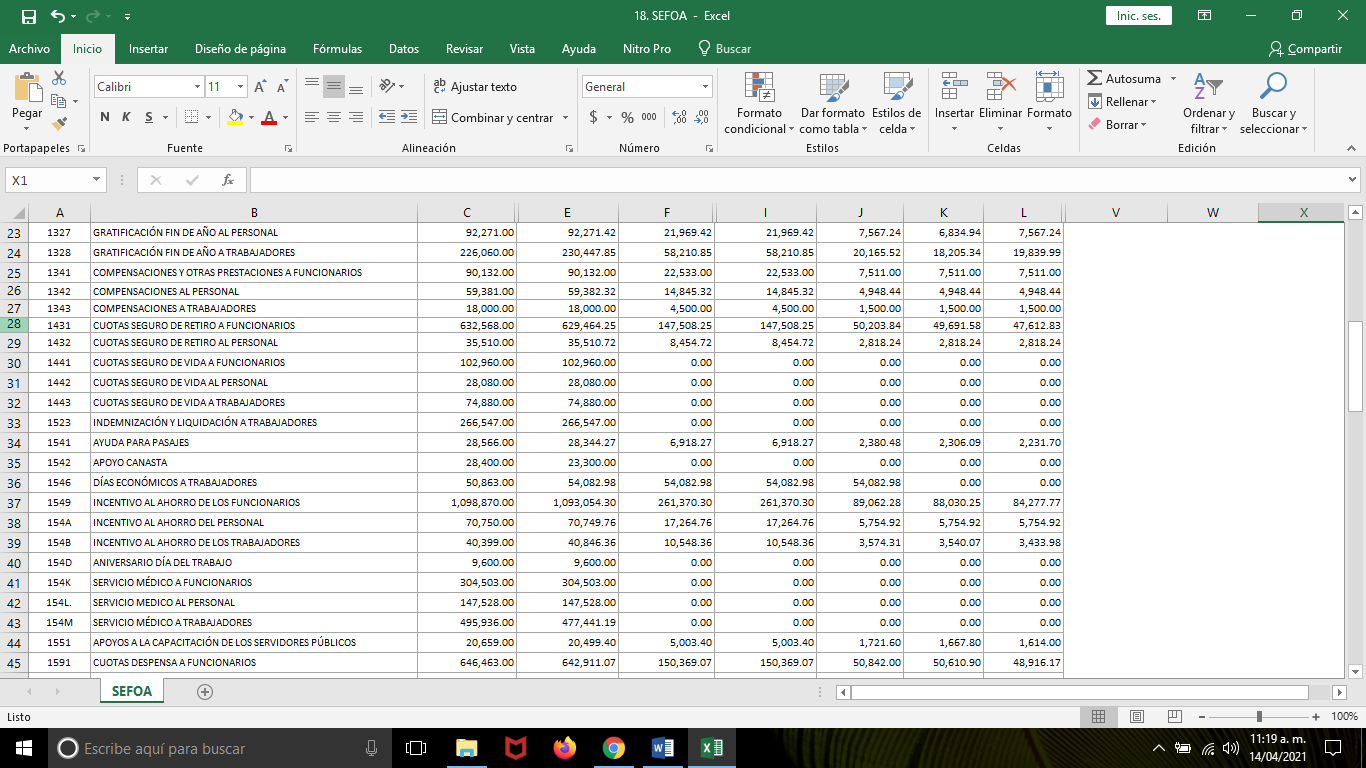 18. SEFOA - Excel
Inic. ses.
Archivo Inicio Insertar Diseño de página Fórmulas Datos Revisar Vista Ayuda Nitro Pro Buscar Compartir
Pegar
Portapapeles
Calibri 11
N K S
Fuente
Ajustar texto
Combinar y centrar
Alineación
General
$ % 000
Número
Formato condicional
Dar formato como tabla
Estilos de celda
Estilos
Insertar Eliminar Formato
Celdas
Autosuma
Rellenar
Borrar
Ordenar y filtrar
Buscar y seleccionar
Edición
X1 fx
A B C E F I J K L V W X
23 1327 GRATIFICACIÓN FIN DE AÑO AL PERSONAL 92,271.00 92,271.42 21,969.42 21,969.42 7,567.24 6,834.94 7,567.24
24 1328 GRATIFICACIÓN FIN DE AÑO A TRABAJADORES 226,060.00 230,447.85 58,210.85 58,210.85 20,165.52 18,205.34 19,839.99
25 1341 COMPENSACIONES Y OTRAS PRESTACIONES A FUNCIONARIOS 90,132.00 90,132.00 22,533.00 22,533.00 7,511.00 7,511.00 7,511.00
26 1342 COMPENSACIONES AL PERSONAL 59,381.00 59,382.32 14,845.32 14,845.32 4,948.44 4,948.44 4,948.44
27 1343 COMPENSACIONES A TRABAJADORES 18,000.00 18,000.00 4,500.00 4,500.00 1,500.00 1,500.00 1,500.00
28 1431 CUOTAS SEGURO DE RETIRO A FUNCIONARIOS 632,568.00 629,464.25 147,508.25 147,508.25 50,203.84 49,691.58 47,612.83
29 1432 CUOTAS SEGURO DE RETIRO AL PERSONAL 35,510.00 35,510.72 8,454.72 8,454.72 2,818.24 2,818.24 2,818.24
30 1441 CUOTAS SEGURO DE VIDA A FUNCIONARIOS 102,960.00 102,960.00 0.00 0.00 0.00 0.00 0.00
31 1442 CUOTAS SEGURO DE VIDA AL PERSONAL 28,080.00 28,080.00 0.00 0.00 0.00 0.00 0.00
32 1443 CUOTAS SEGURO DE VIDA A TRABAJADORES 74,880.00 74,880.00 0.00 0.00 0.00 0.00 0.00
33 1523 INDEMNIZACIÓN Y LIQUIDACIÓN A TRABAJADORES 266,547.00 266,547.00 0.00 0.00 0.00 0.00 0.00
34 1541 AYUDA PARA PASAJES 28,566.00 28,344.27 6,918.27 6,918.27 2,380.48 2,306.09 2,231.70
35 1542 APOYO CANASTA 28,400.00 23,300.00 0.00 0.00 0.00 0.00 0.00
36 1546 DÍAS ECONÓMICOS A TRABAJADORES 50,863.00 54,082.98 54,082.98 54,082.98 54,082.98 0.00 0.00
37 1549 INCENTIVO AL AHORRO DE LOS FUNCIONARIOS 1,098,870.00 1,093,054.30 261,370.30 261,370.30 89,062.28 88,030.25 84,277.77
38 154A INCENTIVO AL AHORRO DEL PERSONAL 70,750.00 70,749.76 17,264.76 17,264.76 5,754.92 5,754.92 5,754.92
39 154B INCENTIVO AL AHORRO DE LOS TRABAJADORES 40,399.00 40,846.36 10,548.36 10,548.36 3,574.31 3,540.07 3,433.98
40 154D ANIVERSARIO DÍA DEL TRABAJO 9,600.00 9,600.00 0.00 0.00 0.00 0.00 0.00
41 154K SERVICIO MÉDICO A FUNCIONARIOS 304,503.00 304,503.00 0.00 0.00 0.00 0.00 0.00
42 154L. SERVICIO MEDICO AL PERSONAL 147,528.00 147,528.00 0.00 0.00 0.00 0.00 0.00
43 154M SERVICIO MÉDICO A TRABAJADORES 495,936.00 477,441.19 0.00 0.00 0.00 0.00 0.00
44 1551 APOYOS A LA CAPACITACIÓN DE LOS SERVIDORES PÚBLICOS 20,659.00 20,499.40 5,003.40 5,003.40 1,721.60 1,667.80 1,614.00
45 1591 CUOTAS DESPENSA A FUNCIONARIOS 646,463.00 642,911.07 150,369.07 150,369.07 50,842.00 50,610.90 48,916.17
SEFOA
Listo 100%
Escribe aquí para buscar
11:19 a. m.
14/04/2021